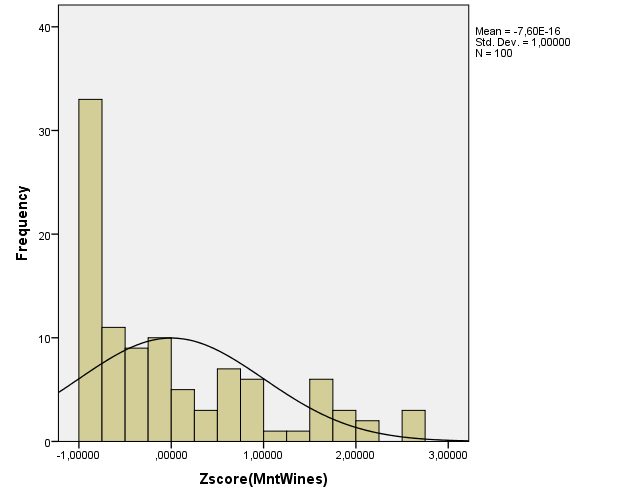 Mean = -7,60E-16
Std. Dev. = 1,00000
N = 100
40
30
20
10
0
Frequency
-1,00000 ,00000 1,00000 2,00000 3,00000
Zscore(MntWines)